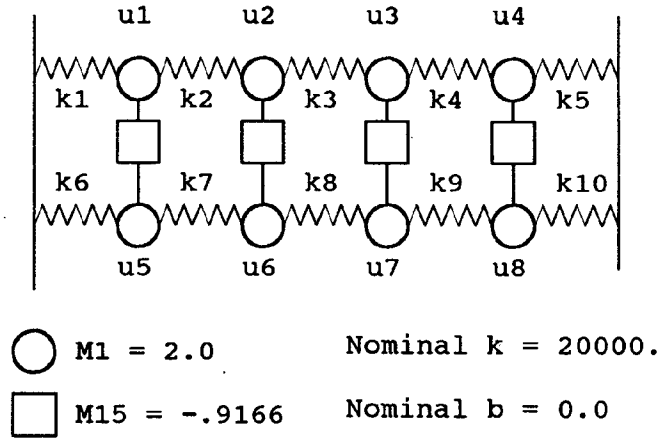 u1 u2 u3 u4
k1 k2 k3 k4 k5
k6 k7 k8 k9 k10
u5 u6 u7 u8
M1 = 2.0 Nominal k = 20000.
M15 = -.9166 Nominal b = 0.0